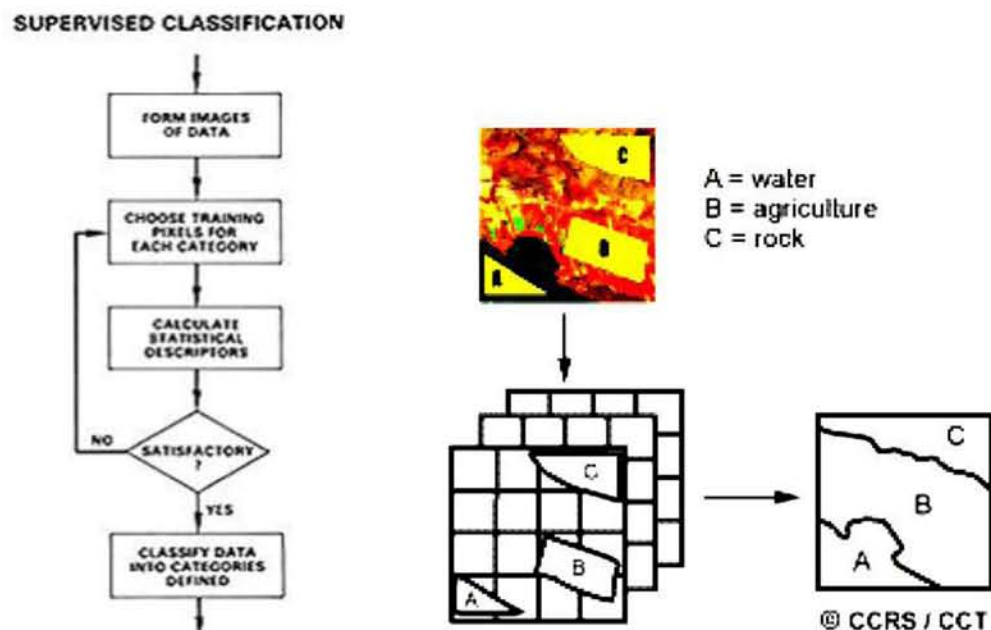 SUPERVISED CLASSIFICATION
FORM IMAGES
OF DATA
CHOOSE TRAINING
PIXELS FOR
EACH CATEGORY
CALCULATE
STATISTICAL
DESCRIPTORS
NO
SATISFACTORY
?
YES
CLASSIFY DATA
INTO CATEGORIES
DEFINED
C
B
A
A = water
B = agriculture
C = rock
C
B
A
C
B
A
© CCRS / CCT